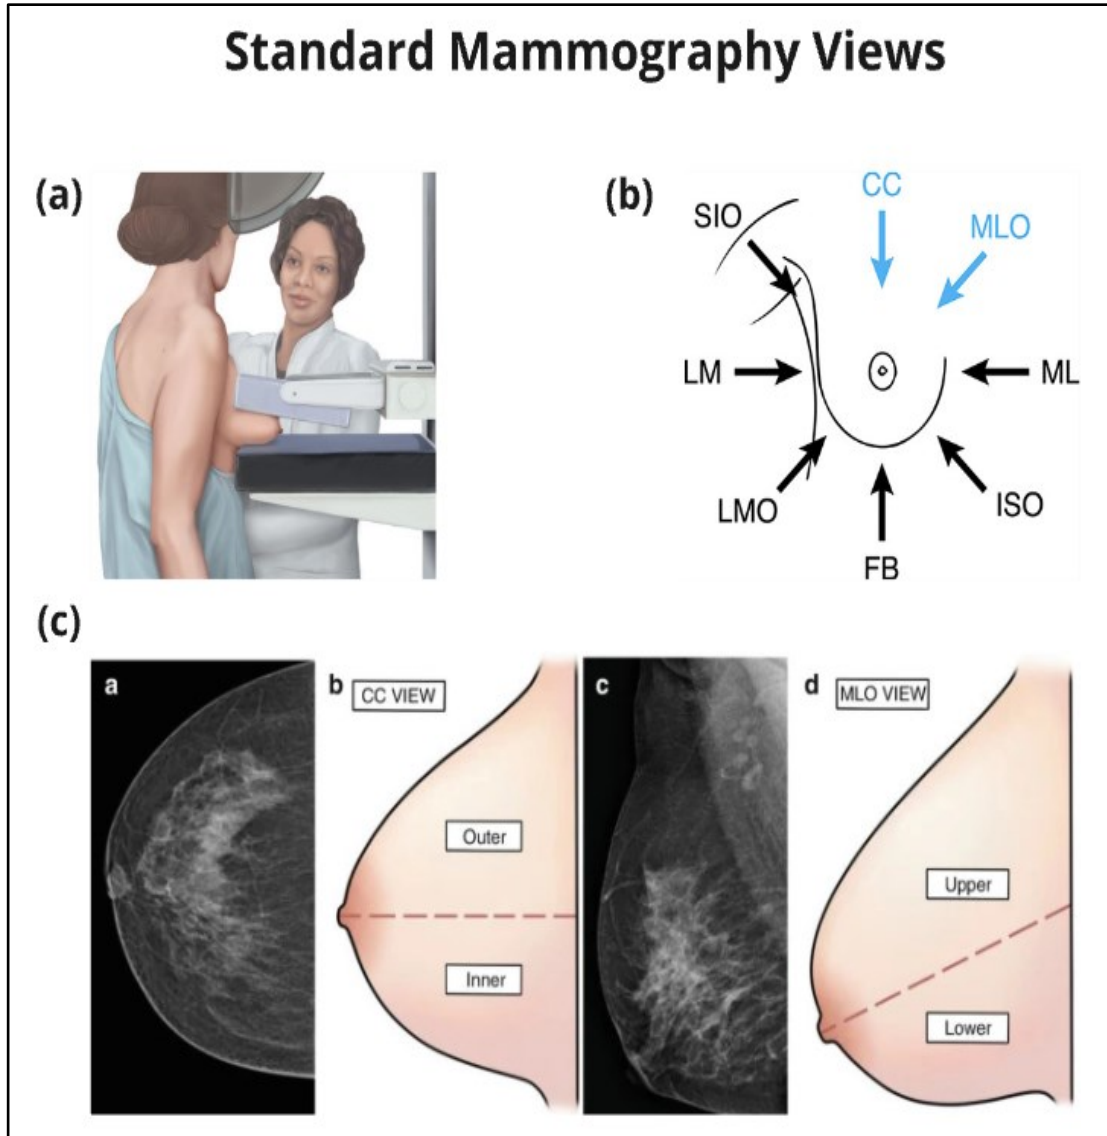 Standard Mammography Views
(a)
(b)
CC
SIO
MLO
LM
ML
LMO
ISO
FB
(c)
a
b
CC VIEW
Outer
Inner
c
d
MLO VIEW
Upper
Lower